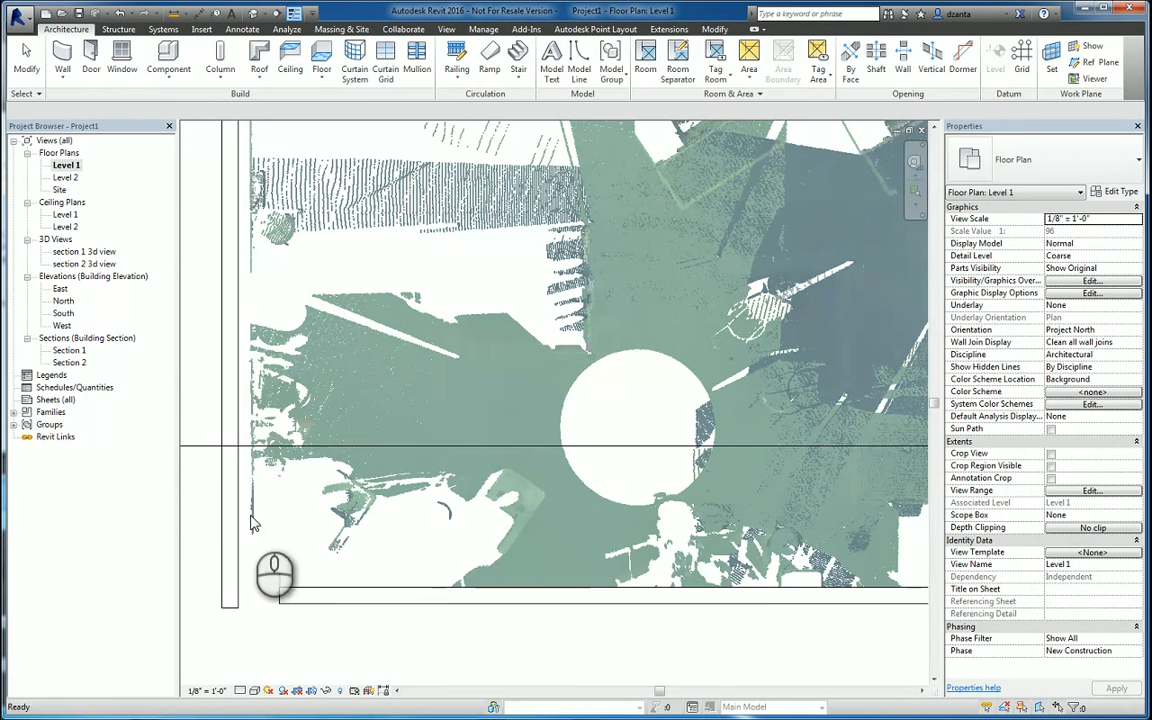 Autodesk Revit 2016 - Not For Resale Version - Project1 - Floor Plan: Level 1
Type a keyword or phrase
dzanta
Architecture Structure Systems Insert Annotate Analyze Massing & Site Collaborate View Manage Add-Ins Autodesk Point Layout Extensions Modify
Modify Wall Door Window Component Column Roof Ceiling Floor Curtain System Curtain Grid Mullion Railing Ramp Stair Model Text Model Line Model Group Room Room Separator Tag Room Area Area Boundary Tag Area By Face Shaft Wall Vertical Dormer Level Grid Set Show Ref Plane Viewer
Select Build Circulation Model Room & Area Opening Datum Work Plane
Project Browser - Project1
Views (all)
Floor Plans
Level 1
Level 2
Site
Ceiling Plans
Level 1
Level 2
3D Views
section 1 3d view
section 2 3d view
Elevations (Building Elevation)
East
North
South
West
Sections (Building Section)
Section 1
Section 2
Legends
Schedules/Quantities
Sheets (all)
Families
Groups
Revit Links
Properties
Floor Plan
Floor Plan: Level 1 Edit Type
Graphics
View Scale 1/8" = 1'-0"
Scale Value 1: 96
Display Model Normal
Detail Level Coarse
Parts Visibility Show Original
Visibility/Graphics Over... Edit...
Graphic Display Options Edit...
Underlay None
Underlay Orientation Plan
Orientation Project North
Wall Join Display Clean all wall joins
Discipline Architectural
Show Hidden Lines By Discipline
Color Scheme Location Background
Color Scheme <none>
System Color Schemes Edit...
Default Analysis Display... None
Sun Path
Extents
Crop View
Crop Region Visible
Annotation Crop
View Range Edit...
Associated Level Level 1
Scope Box None
Depth Clipping No clip
Identity Data
View Template <None>
View Name Level 1
Dependency Independent
Title on Sheet
Referencing Sheet
Referencing Detail
Phasing
Phase Filter Show All
Phase New Construction
Properties help Apply
1/8" = 1'-0"
Ready :0 Main Model :0